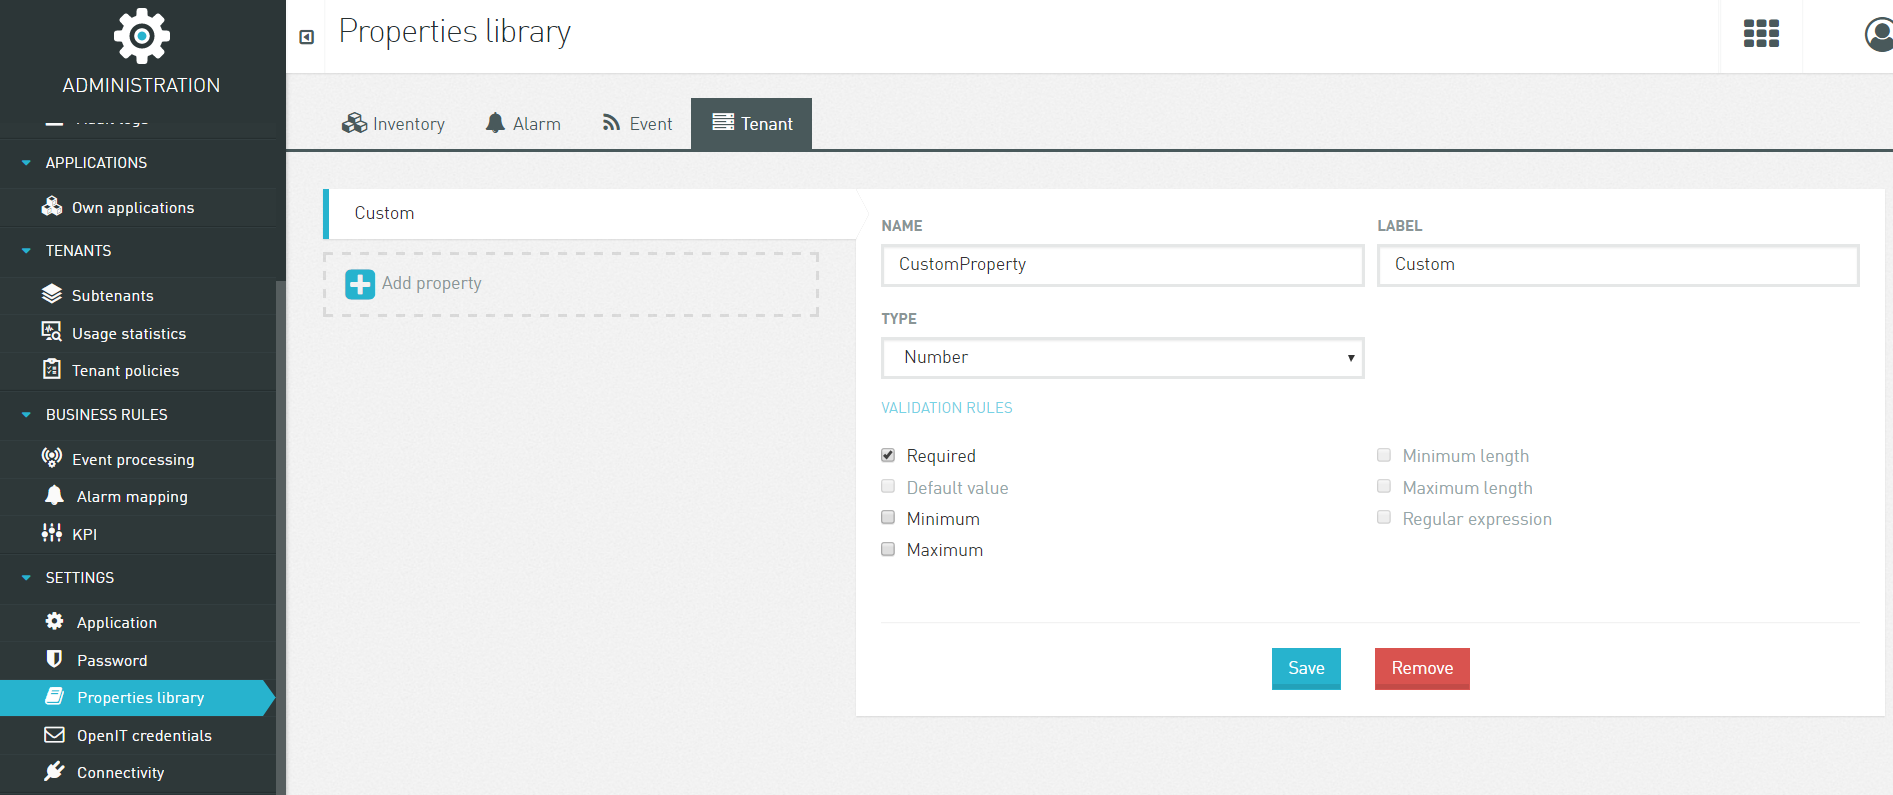 ADMINISTRATION
Audit logs
APPLICATIONS
Own applications
TENANTS
Subtenants
Usage statistics
Tenant policies
BUSINESS RULES
Event processing
Alarm mapping
KPI
SETTINGS
Application
Password
Properties library
OpenIT credentials
Connectivity
Properties library
Inventory Alarm Event Tenant
Custom
Add property
NAME LABEL
CustomProperty Custom
TYPE
Number
VALIDATION RULES
Required Minimum length
Default value Maximum length
Minimum Regular expression
Maximum
Save Remove